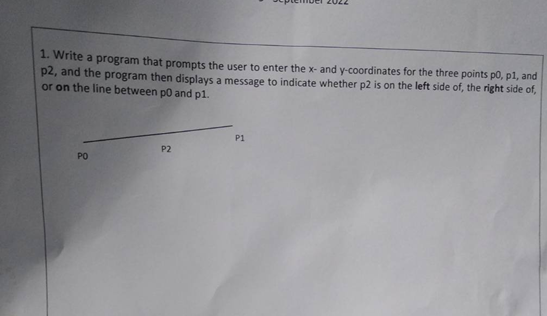 September 2022
1. Write a program that prompts the user to enter the x- and y-coordinates for the three points p0, p1, and
p2, and the program then displays a message to indicate whether p2 is on the left side of, the right side of,
or on the line between p0 and p1.
P1
P2
P0